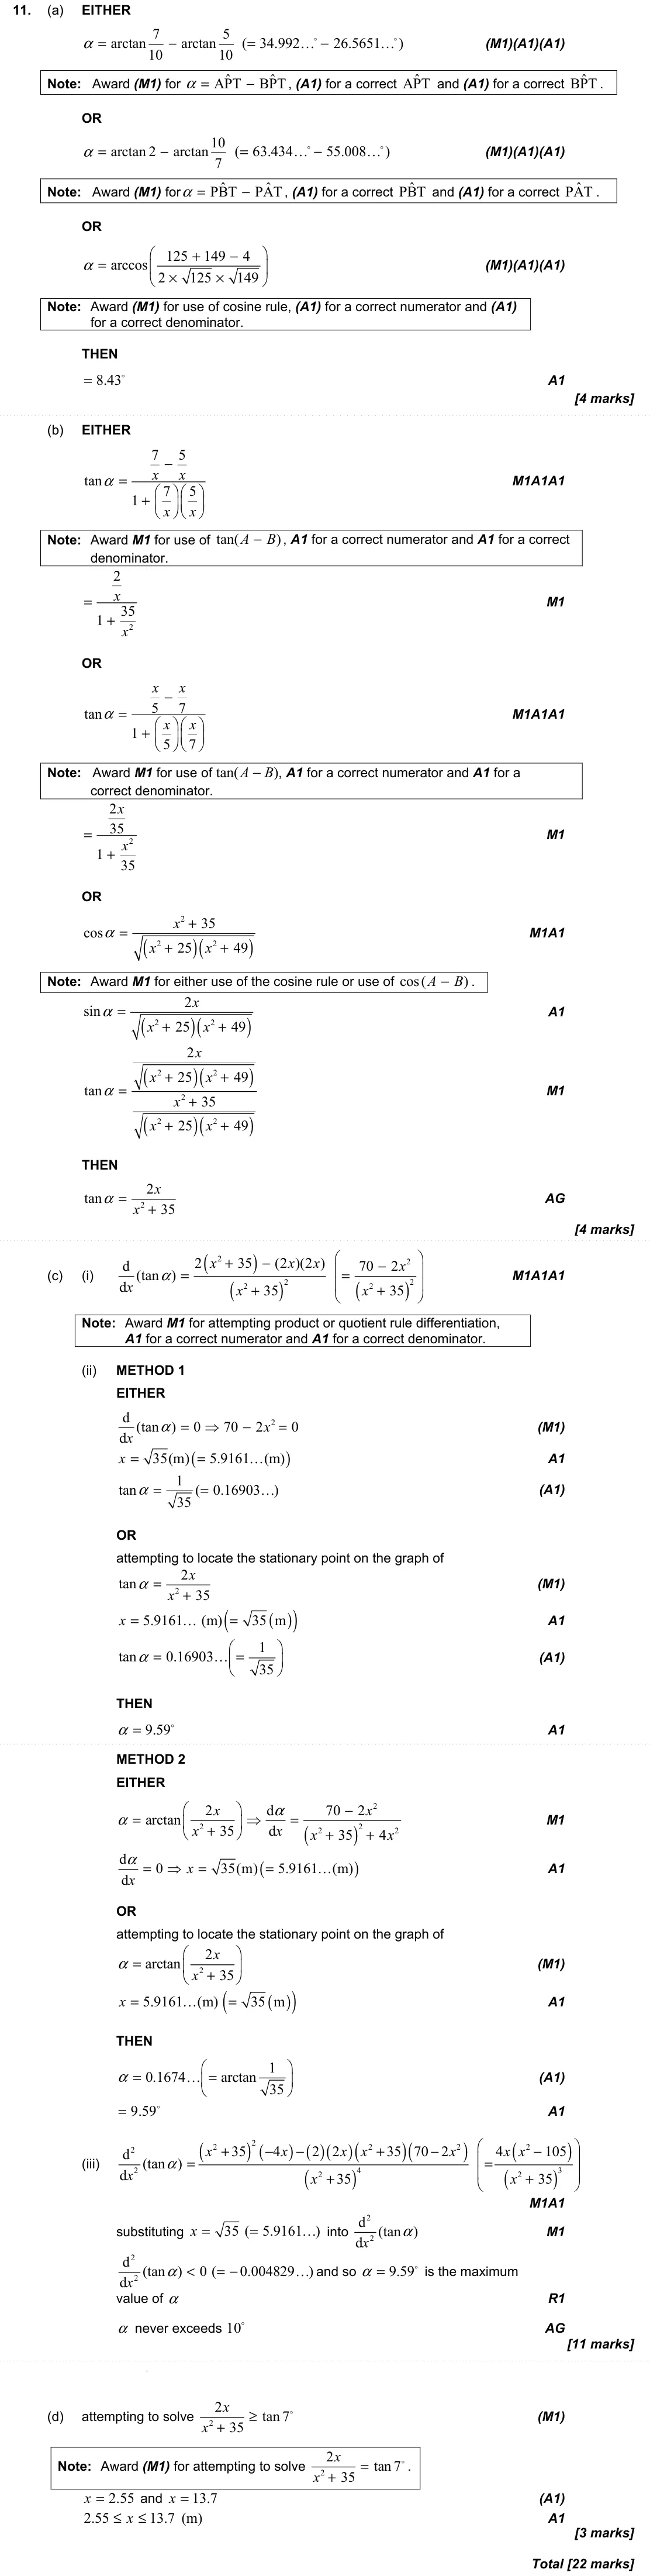 11. (a) EITHER
α = arctan 7/10 − arctan 5/10 (= 34.992…° − 26.5651…°) (M1)(A1)(A1)
Note: Award (M1) for α = AP̂T − BP̂T, (A1) for a correct AP̂T and (A1) for a correct BP̂T.
OR
α = arctan 2 − arctan 10/7 (= 63.434…° − 55.008…°) (M1)(A1)(A1)
Note: Award (M1) for α = PB̂T − PÂT, (A1) for a correct PB̂T and (A1) for a correct PÂT.
OR
α = arccos((125 + 149 − 4)/(2 × √125 × √149)) (M1)(A1)(A1)
Note: Award (M1) for use of cosine rule, (A1) for a correct numerator and (A1)
for a correct denominator.
THEN
= 8.43° A1
[4 marks]
(b) EITHER
tan α = (7/x − 5/x)/(1 + (7/x)(5/x)) M1A1A1
Note: Award M1 for use of tan(A − B), A1 for a correct numerator and A1 for a correct
denominator.
= (2/x)/(1 + 35/x²) M1
OR
tan α = (x/5 − x/7)/(1 + (x/5)(x/7)) M1A1A1
Note: Award M1 for use of tan(A − B), A1 for a correct numerator and A1 for a
correct denominator.
= (2x/35)/(1 + x²/35) M1
OR
cos α = (x² + 35)/√((x² + 25)(x² + 49)) M1A1
Note: Award M1 for either use of the cosine rule or use of cos(A − B).
sin α = 2x/√((x² + 25)(x² + 49)) A1
tan α = (2x/√((x² + 25)(x² + 49)))/((x² + 35)/√((x² + 25)(x² + 49))) M1
THEN
tan α = 2x/(x² + 35) AG
[4 marks]
(c) (i) d/dx (tan α) = (2(x² + 35) − (2x)(2x))/(x² + 35)² (= (70 − 2x²)/(x² + 35)²) M1A1A1
Note: Award M1 for attempting product or quotient rule differentiation,
A1 for a correct numerator and A1 for a correct denominator.
(ii) METHOD 1
EITHER
d/dx (tan α) = 0 ⇒ 70 − 2x² = 0 (M1)
x = √35 (m) (= 5.9161…(m)) A1
tan α = 1/√35 (= 0.16903…) (A1)
OR
attempting to locate the stationary point on the graph of
tan α = 2x/(x² + 35) (M1)
x = 5.9161… (m) (= √35 (m)) A1
tan α = 0.16903… (= 1/√35) (A1)
THEN
α = 9.59° A1
METHOD 2
EITHER
α = arctan(2x/(x² + 35)) ⇒ dα/dx = (70 − 2x²)/((x² + 35)² + 4x²) M1
dα/dx = 0 ⇒ x = √35 (m) (= 5.9161…(m)) A1
OR
attempting to locate the stationary point on the graph of
α = arctan(2x/(x² + 35)) (M1)
x = 5.9161…(m) (= √35 (m)) A1
THEN
α = 0.1674… (= arctan 1/√35) (A1)
= 9.59° A1
(iii) d²/dx² (tan α) = ((x² + 35)²(−4x) − (2)(2x)(x² + 35)(70 − 2x²))/(x² + 35)⁴ (= 4x(x² − 105)/(x² + 35)³)
M1A1
substituting x = √35 (= 5.9161…) into d²/dx² (tan α) M1
d²/dx² (tan α) < 0 (= −0.004829…) and so α = 9.59° is the maximum
value of α R1
α never exceeds 10° AG
[11 marks]
(d) attempting to solve 2x/(x² + 35) ≥ tan 7° (M1)
Note: Award (M1) for attempting to solve 2x/(x² + 35) = tan 7°.
x = 2.55 and x = 13.7 (A1)
2.55 ≤ x ≤ 13.7 (m) A1
[3 marks]
Total [22 marks]